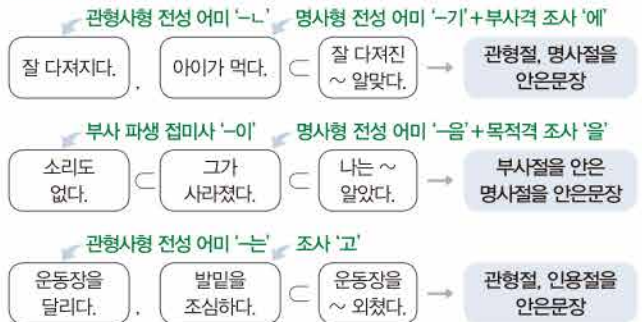 관형사형 전성 어미 ‘-ㄴ’ 명사형 전성 어미 ‘-기’+부사격 조사 ‘에’
잘 다져지다. , 아이가 먹다. ⊂ 잘 다져진
~ 알맞다. → 관형절, 명사절을
안은문장
부사 파생 접미사 ‘-이’ 명사형 전성 어미 ‘-음’+목적격 조사 ‘을’
소리도
없다. ⊂ 그가
사라졌다. ⊂ 나는 ~
알았다. → 부사절을 안은
명사절을 안은문장
관형사형 전성 어미 ‘-는’ 조사 ‘고’
운동장을
달리다. , 발밑을
조심하다. ⊂ 운동장을
~ 외쳤다. → 관형절, 인용절을
안은문장